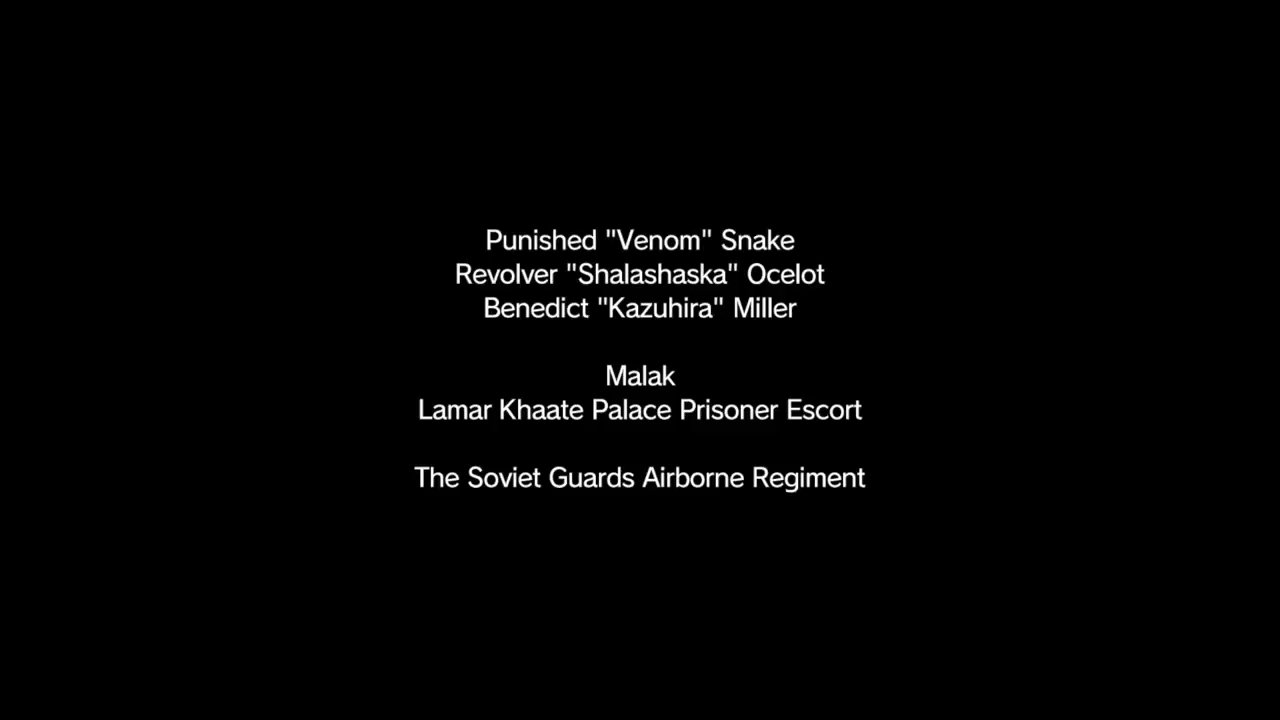 Punished "Venom" Snake
Revolver "Shalashaska" Ocelot
Benedict "Kazuhira" Miller
Malak
Lamar Khaate Palace Prisoner Escort
The Soviet Guards Airborne Regiment